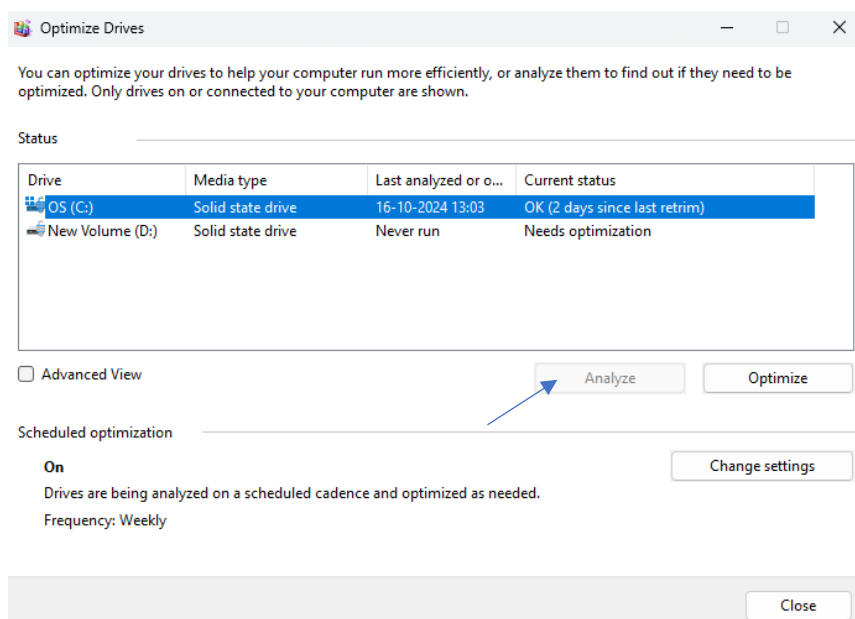 Optimize Drives
You can optimize your drives to help your computer run more efficiently, or analyze them to find out if they need to be
optimized. Only drives on or connected to your computer are shown.
Status
Drive Media type Last analyzed or o... Current status
OS (C:) Solid state drive 16-10-2024 13:03 OK (2 days since last retrim)
New Volume (D:) Solid state drive Never run Needs optimization
Advanced View Analyze Optimize
Scheduled optimization
On Change settings
Drives are being analyzed on a scheduled cadence and optimized as needed.
Frequency: Weekly
Close